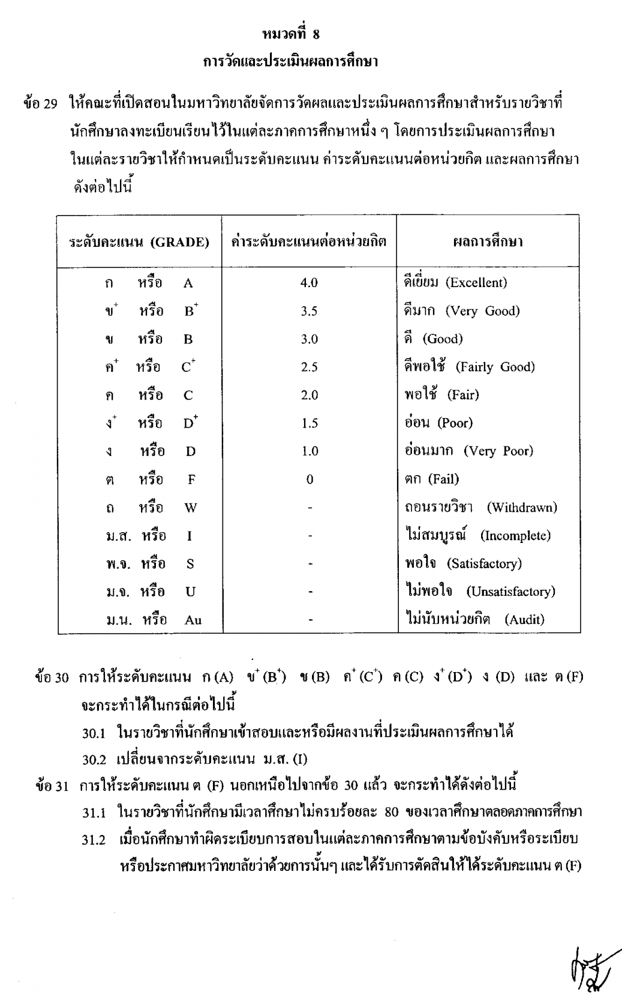 หมวดที่ 8
การวัดและประเมินผลการศึกษา
ข้อ 29 ให้คณะที่เปิดสอนในมหาวิทยาลัยจัดการวัดผลและประเมินผลการศึกษาสำหรับรายวิชาที่
นักศึกษาลงทะเบียนเรียนไว้ในแต่ละภาคการศึกษาหนึ่ง ๆ โดยการประเมินผลการศึกษา
ในแต่ละรายวิชาให้กำหนดเป็นระดับคะแนน ค่าระดับคะแนนต่อหน่วยกิต และผลการศึกษา
ดังต่อไปนี้
ระดับคะแนน (GRADE) ค่าระดับคะแนนต่อหน่วยกิต ผลการศึกษา
ก หรือ A 4.0 ดีเยี่ยม (Excellent)
ข⁺ หรือ B⁺ 3.5 ดีมาก (Very Good)
ข หรือ B 3.0 ดี (Good)
ค⁺ หรือ C⁺ 2.5 ดีพอใช้ (Fairly Good)
ค หรือ C 2.0 พอใช้ (Fair)
ง⁺ หรือ D⁺ 1.5 อ่อน (Poor)
ง หรือ D 1.0 อ่อนมาก (Very Poor)
ต หรือ F 0 ตก (Fail)
ถ หรือ W - ถอนรายวิชา (Withdrawn)
ม.ส. หรือ I - ไม่สมบูรณ์ (Incomplete)
พ.จ. หรือ S - พอใจ (Satisfactory)
ม.จ. หรือ U - ไม่พอใจ (Unsatisfactory)
ม.น. หรือ Au - ไม่นับหน่วยกิต (Audit)
ข้อ 30 การให้ระดับคะแนน ก (A) ข⁺ (B⁺) ข (B) ค⁺ (C⁺) ค (C) ง⁺ (D⁺) ง (D) และ ต (F)
จะกระทำได้ในกรณีต่อไปนี้
30.1 ในรายวิชาที่นักศึกษาเข้าสอบและหรือมีผลงานที่ประเมินผลการศึกษาได้
30.2 เปลี่ยนจากระดับคะแนน ม.ส. (I)
ข้อ 31 การให้ระดับคะแนน ต (F) นอกเหนือไปจากข้อ 30 แล้ว จะกระทำได้ดังต่อไปนี้
31.1 ในรายวิชาที่นักศึกษามีเวลาศึกษาไม่ครบร้อยละ 80 ของเวลาศึกษาตลอดภาคการศึกษา
31.2 เมื่อนักศึกษาทำผิดระเบียบการสอบในแต่ละภาคการศึกษาตามข้อบังคับหรือระเบียบ
หรือประกาศมหาวิทยาลัยว่าด้วยการนั้นๆ และได้รับการตัดสินให้ได้ระดับคะแนน ต (F)